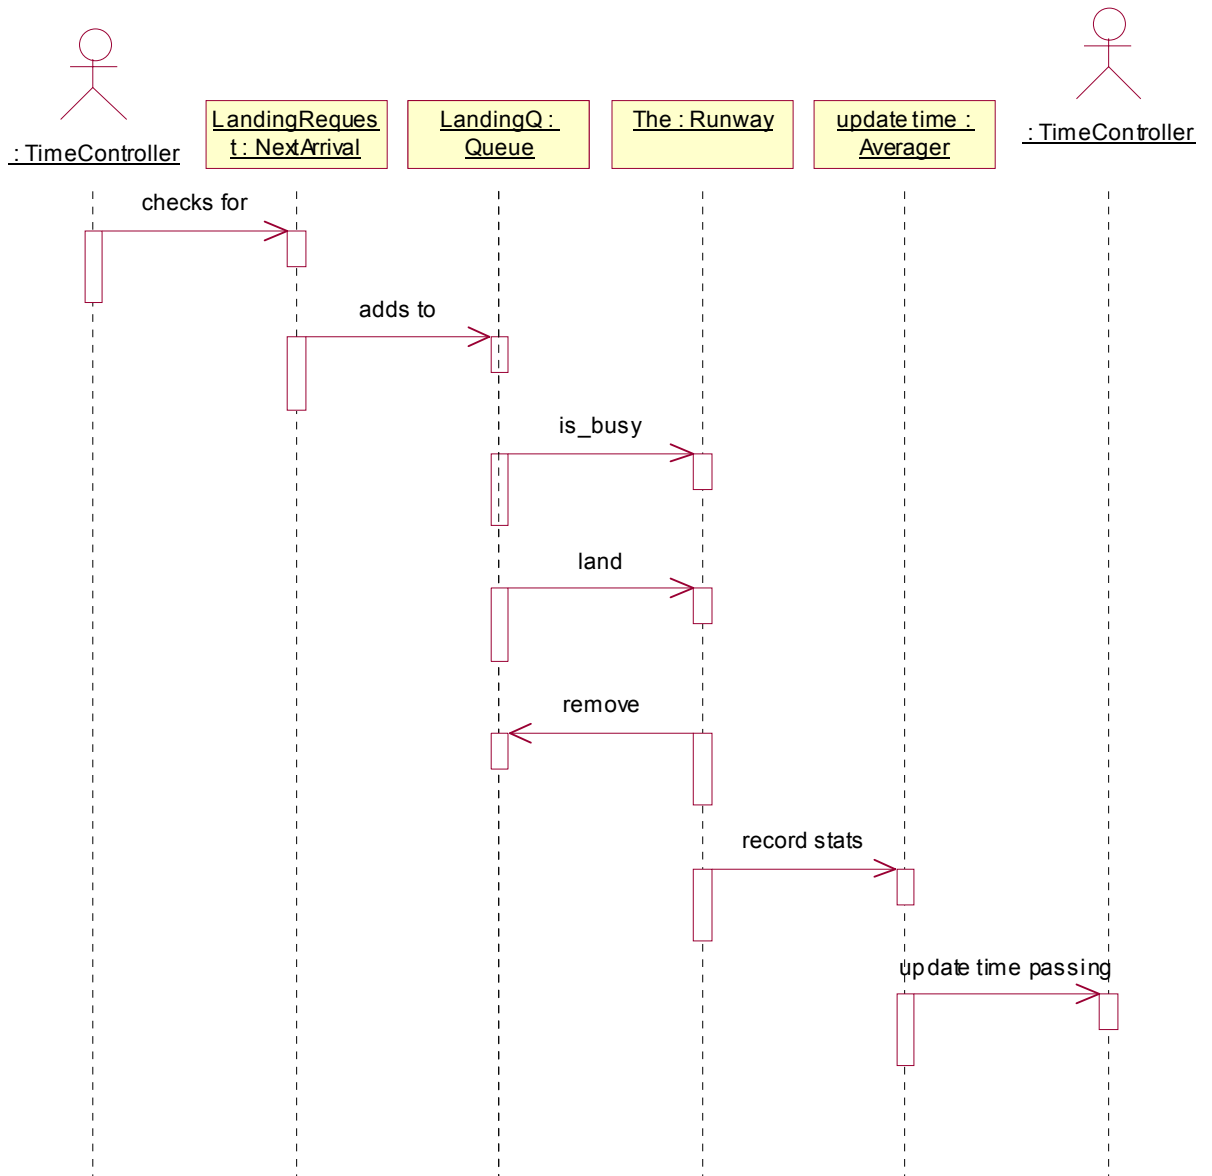 : TimeController
LandingReques
t : NextArrival
LandingQ :
Queue
The : Runway
update time :
Averager
: TimeController
checks for
adds to
is_busy
land
remove
record stats
update time passing